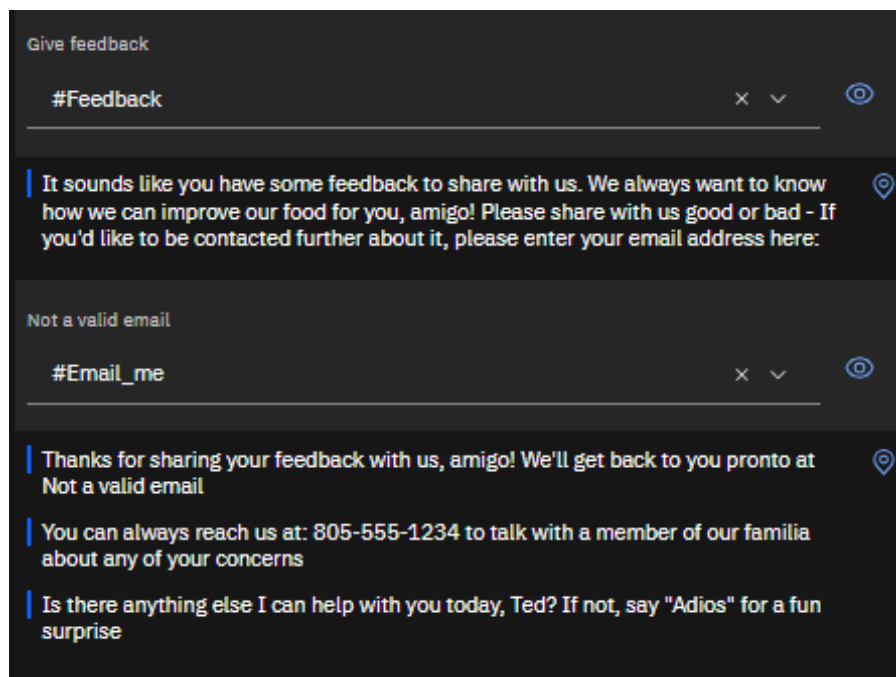 Give feedback
#Feedback
It sounds like you have some feedback to share with us. We always want to know
how we can improve our food for you, amigo! Please share with us good or bad - If
you'd like to be contacted further about it, please enter your email address here:
Not a valid email
#Email_me
Thanks for sharing your feedback with us, amigo! We'll get back to you pronto at
Not a valid email
You can always reach us at: 805-555-1234 to talk with a member of our familia
about any of your concerns
Is there anything else I can help with you today, Ted? If not, say "Adios" for a fun
surprise